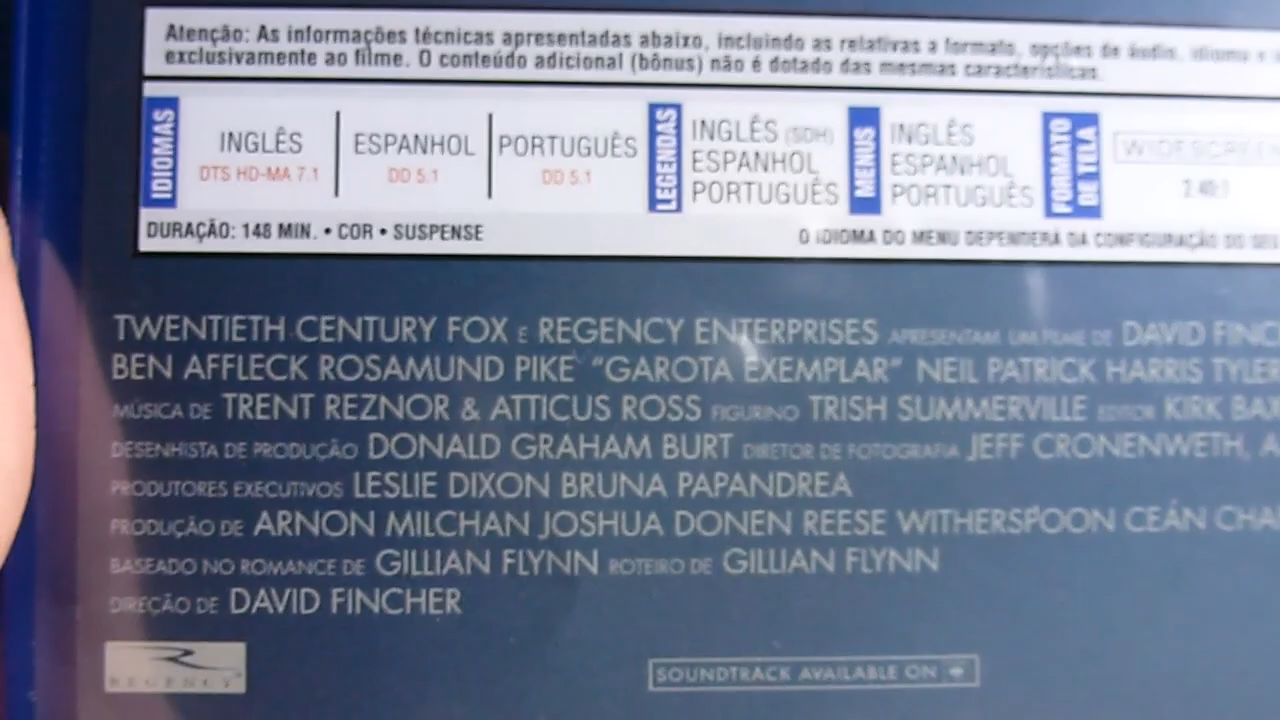 Atenção: As informações técnicas apresentadas abaixo, incluindo as relativas a formato, opções de áudio, idioma e
exclusivamente ao filme. O conteúdo adicional (bônus) não é dotado das mesmas características.
IDIOMAS
INGLÊS
DTS HD-MA 7.1
ESPANHOL
DD 5.1
PORTUGUÊS
DD 5.1
LEGENDAS
INGLÊS (SDH)
ESPANHOL
PORTUGUÊS
MENUS
INGLÊS
ESPANHOL
PORTUGUÊS
FORMATO
DE TELA
WIDESCREEN
2.40:1
DURAÇÃO: 148 MIN. • COR • SUSPENSE
O IDIOMA DO MENU DEPENDERÁ DA CONFIGURAÇÃO DO
TWENTIETH CENTURY FOX E REGENCY ENTERPRISES APRESENTAM UM FILME DE DAVID FINC
BEN AFFLECK ROSAMUND PIKE “GAROTA EXEMPLAR” NEIL PATRICK HARRIS TYLER
MÚSICA DE TRENT REZNOR & ATTICUS ROSS FIGURINO TRISH SUMMERVILLE EDITOR KIRK BAX
DESENHISTA DE PRODUÇÃO DONALD GRAHAM BURT DIRETOR DE FOTOGRAFIA JEFF CRONENWETH, A
PRODUTORES EXECUTIVOS LESLIE DIXON BRUNA PAPANDREA
PRODUÇÃO DE ARNON MILCHAN JOSHUA DONEN REESE WITHERSPOON CEÁN CHA
BASEADO NO ROMANCE DE GILLIAN FLYNN ROTEIRO DE GILLIAN FLYNN
DIREÇÃO DE DAVID FINCHER
REGENCY
SOUNDTRACK AVAILABLE ON